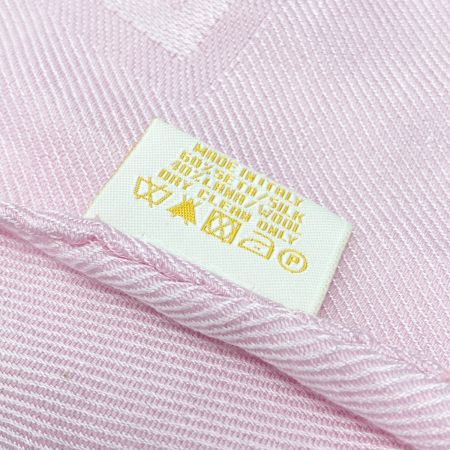 MADE IN ITALY
60%SETA/SILK
40%LANA/WOOL
DRY CLEAN ONLY
P